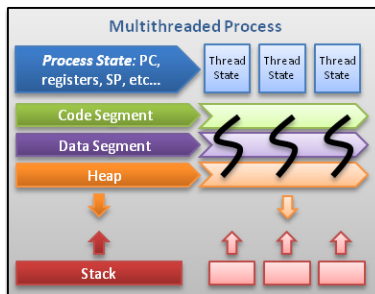 Multithreaded Process
Process State: PC,
registers, SP, etc...
Thread
State
Thread
State
Thread
State
Code Segment
Data Segment
Heap
Stack